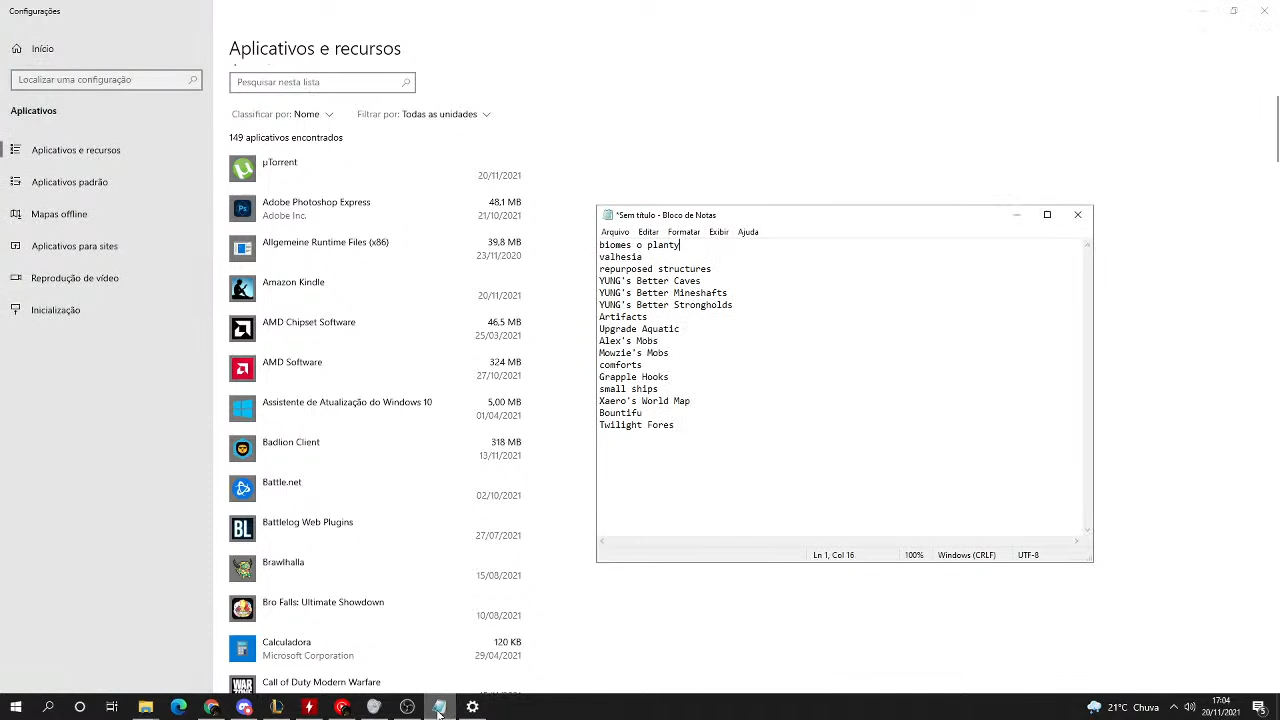 Configurações
Início
Localizar uma configuração
Aplicativos
Aplicativos e recursos
Aplicativos padrão
Mapas offline
Aplicativos para sites
Reprodução de vídeo
Inicialização
Aplicativos e recursos
Pesquisar nesta lista
Classificar por: Nome
Filtrar por: Todas as unidades
149 aplicativos encontrados
µTorrent
20/11/2021
Adobe Photoshop Express 48,1 MB
Adobe Inc. 21/10/2021
Allgemeine Runtime Files (x86) 39,8 MB
23/11/2020
Amazon Kindle
20/11/2021
AMD Chipset Software 46,5 MB
25/03/2021
AMD Software 324 MB
27/10/2021
Assistente de Atualização do Windows 10 5,00 MB
01/04/2021
Badlion Client 318 MB
13/11/2021
Battle.net
02/10/2021
Battlelog Web Plugins
27/07/2021
Brawlhalla
15/08/2021
Bro Falls: Ultimate Showdown
10/08/2021
Calculadora 120 KB
Microsoft Corporation 29/04/2021
Call of Duty Modern Warfare
*Sem título - Bloco de Notas
Arquivo Editar Formatar Exibir Ajuda
biomes o planty
valhesia
repurposed structures
YUNG's Better Caves
YUNG's Better Mineshafts
YUNG's Better Strongholds
Artifacts
Upgrade Aquatic
Alex's Mobs
Mowzie's Mobs
comforts
Grapple Hooks
small ships
Xaero's World Map
Bountifu
Twilight Fores
Ln 1, Col 16 100% Windows (CRLF) UTF-8
21°C Chuva
17:04
20/11/2021